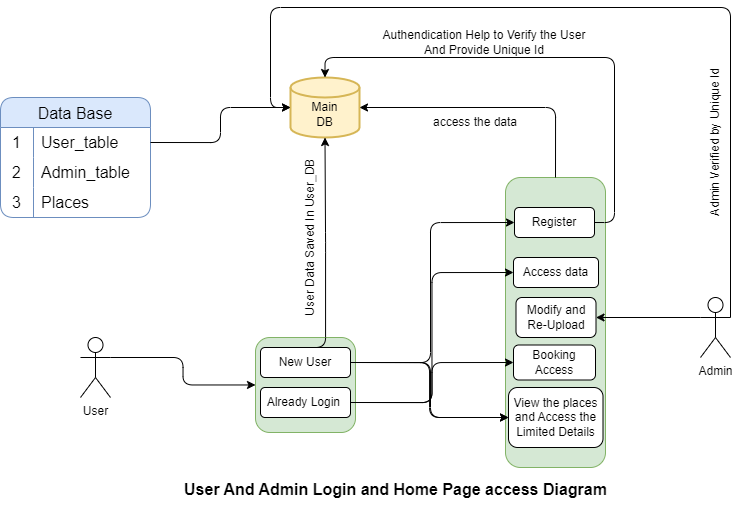 Authendication Help to Verify the User
And Provide Unique Id
Admin Verified by Unique Id
Data Base
1 User_table
2 Admin_table
3 Places
Main
DB
access the data
User Data Saved In User_DB
Register
Access data
Modify and
Re-Upload
Booking
Access
View the places
and Access the
Limited Details
New User
Already Login
User
Admin
User And Admin Login and Home Page access Diagram